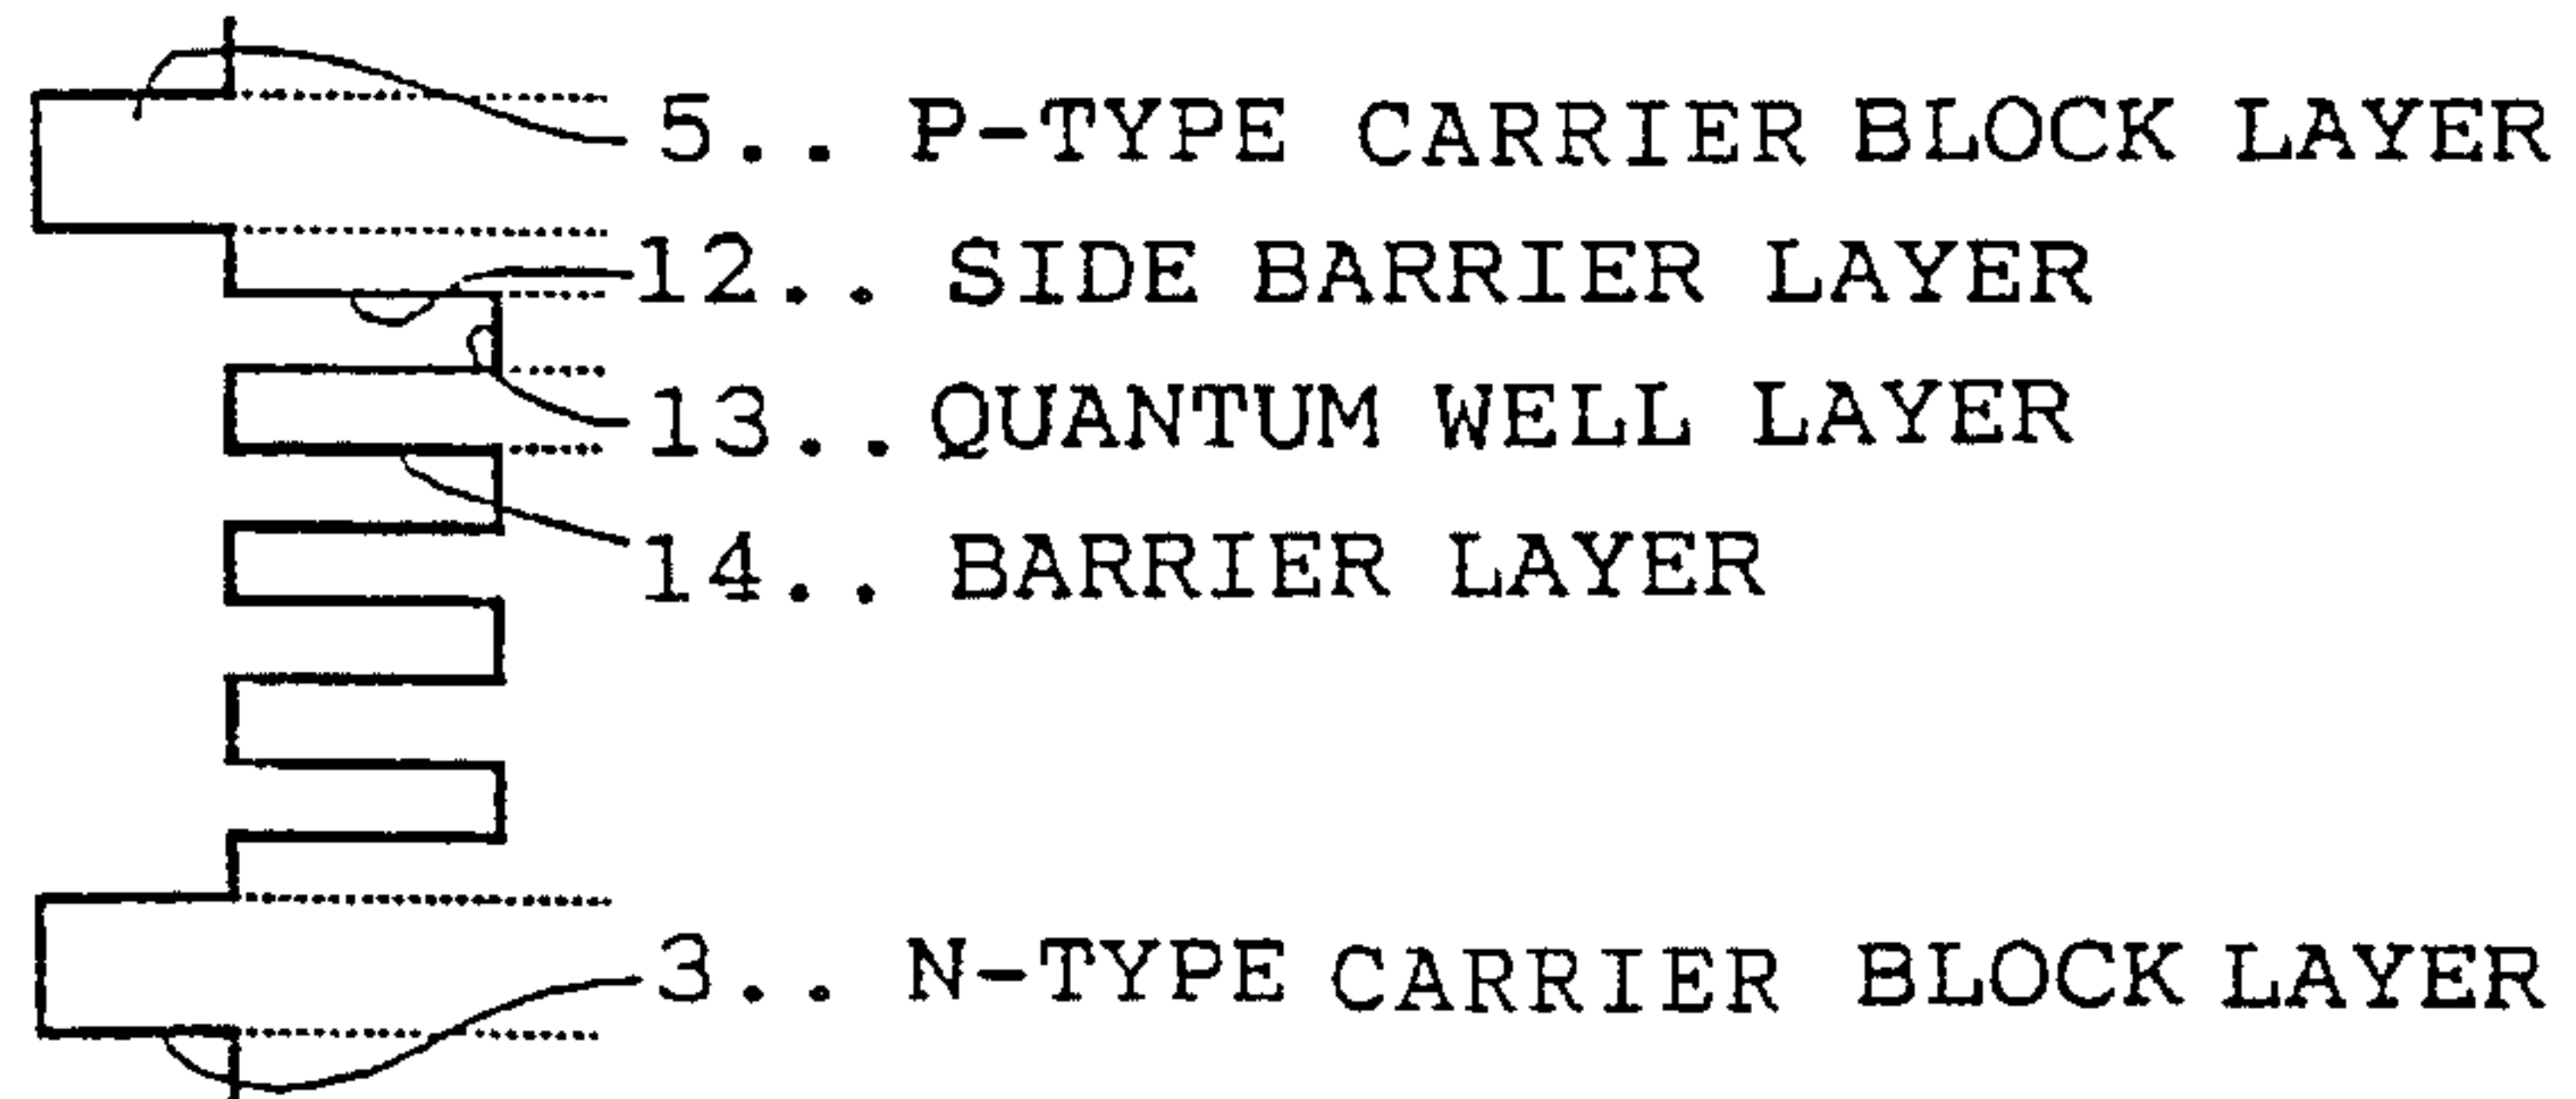 5.. P-TYPE CARRIER BLOCK LAYER
12.. SIDE BARRIER LAYER
13.. QUANTUM WELL LAYER
14.. BARRIER LAYER
3.. N-TYPE CARRIER BLOCK LAYER